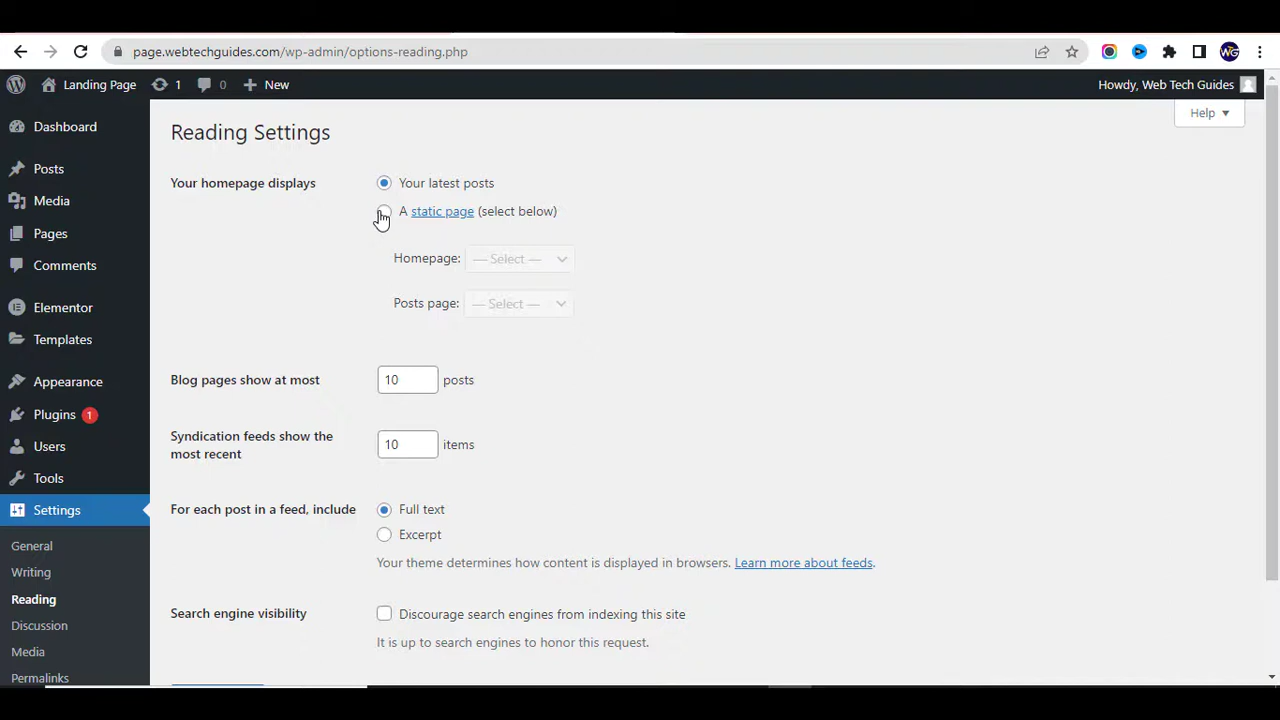 page.webtechguides.com/wp-admin/options-reading.php
WG
Landing Page 1 0 New Howdy, Web Tech Guides
Help
Dashboard
Posts
Media
Pages
Comments
Elementor
Templates
Appearance
Plugins 1
Users
Tools
Settings
General
Writing
Reading
Discussion
Media
Permalinks
Reading Settings
Your homepage displays
Your latest posts
A static page (select below)
Homepage: — Select —
Posts page: — Select —
Blog pages show at most 10 posts
Syndication feeds show the
most recent
10 items
For each post in a feed, include
Full text
Excerpt
Your theme determines how content is displayed in browsers. Learn more about feeds.
Search engine visibility
Discourage search engines from indexing this site
It is up to search engines to honor this request.